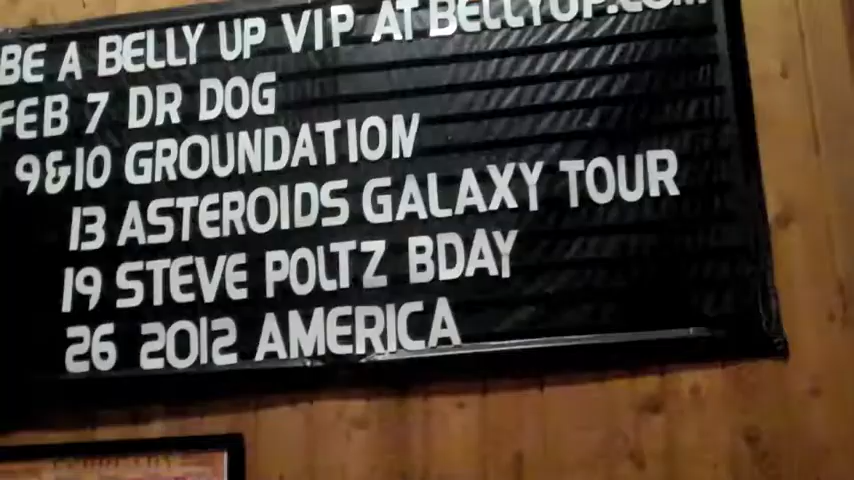 BE A BELLY UP VIP AT BELLYUP.COM
FEB 7 DR DOG
9&10 GROUNDATION
13 ASTEROIDS GALAXY TOUR
19 STEVE POLTZ BDAY
26 2012 AMERICA